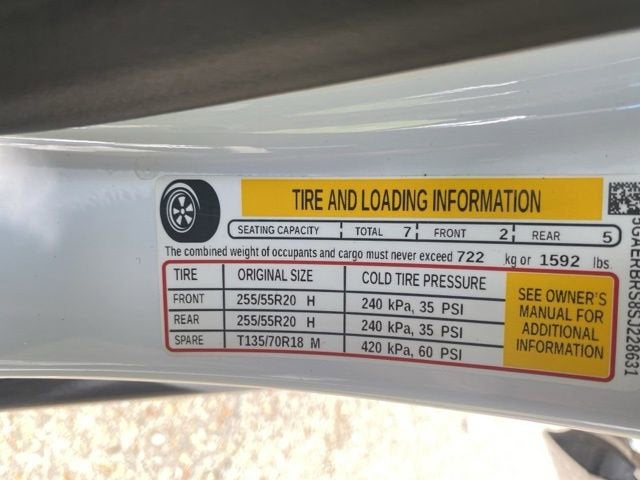 TIRE AND LOADING INFORMATION
SEATING CAPACITY TOTAL 7 FRONT 2 REAR 5
The combined weight of occupants and cargo must never exceed 722 kg or 1592 lbs.
TIRE ORIGINAL SIZE COLD TIRE PRESSURE
FRONT 255/55R20 H 240 kPa, 35 PSI
REAR 255/55R20 H 240 kPa, 35 PSI
SPARE T135/70R18 M 420 kPa, 60 PSI
SEE OWNER'S
MANUAL FOR
ADDITIONAL
INFORMATION